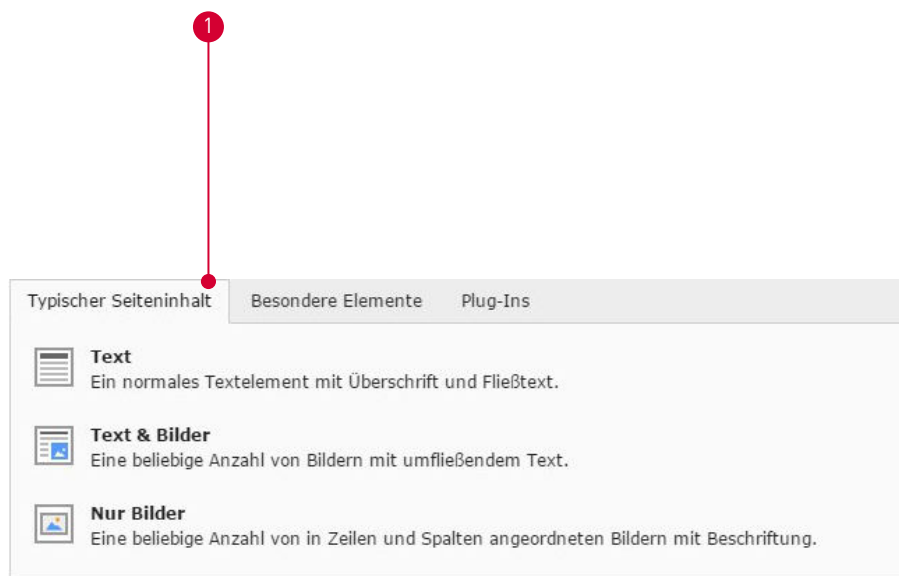 1
Typischer Seiteninhalt Besondere Elemente Plug-Ins
Text
Ein normales Textelement mit Überschrift und Fließtext.
Text & Bilder
Eine beliebige Anzahl von Bildern mit umfließendem Text.
Nur Bilder
Eine beliebige Anzahl von in Zeilen und Spalten angeordneten Bildern mit Beschriftung.